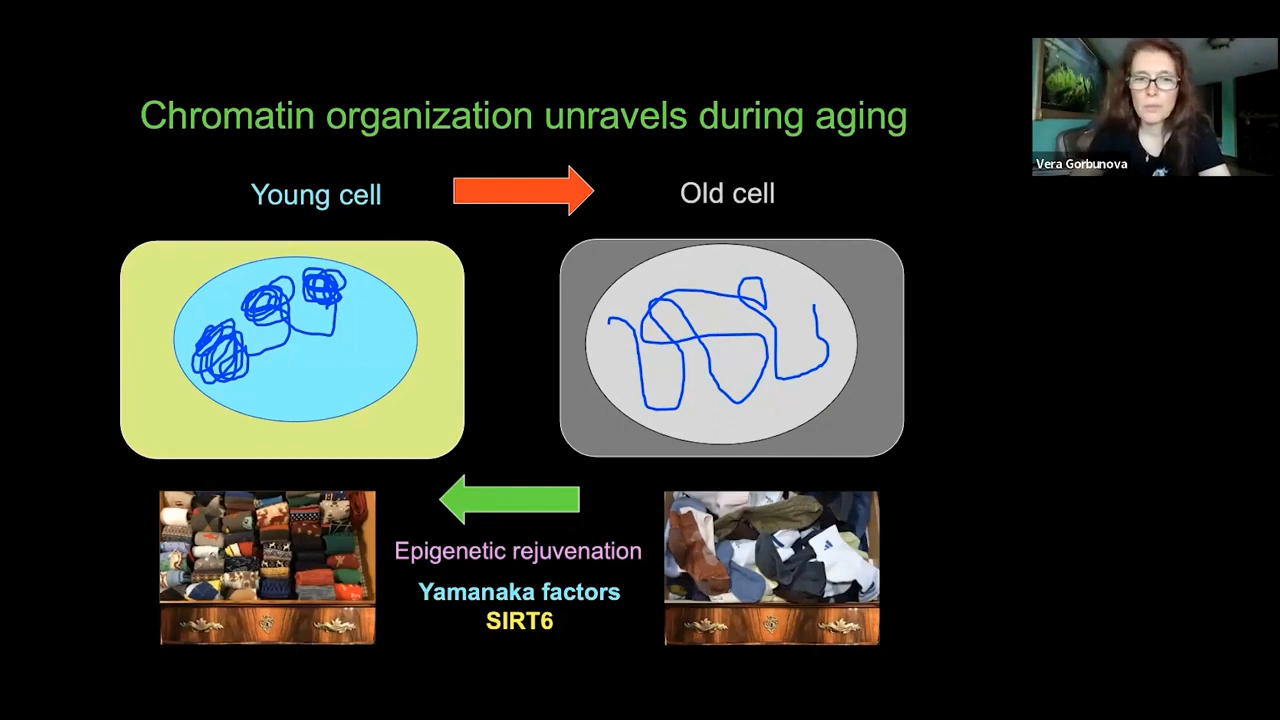 Chromatin organization unravels during aging
Vera Gorbunova
Young cell
Old cell
Epigenetic rejuvenation
Yamanaka factors
SIRT6